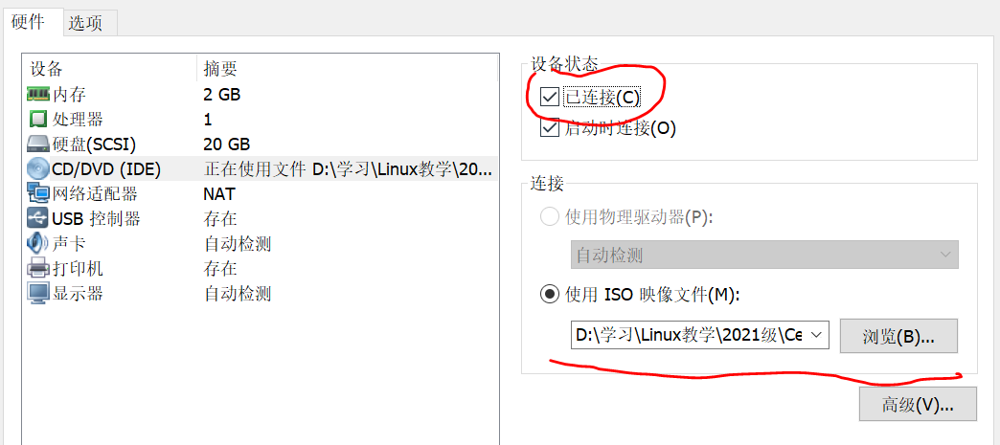 硬件 选项
设备 摘要
内存 2 GB
处理器 1
硬盘(SCSI) 20 GB
CD/DVD (IDE) 正在使用文件 D:\学习\Linux教学\20...
网络适配器 NAT
USB 控制器 存在
声卡 自动检测
打印机 存在
显示器 自动检测
设备状态
已连接(C)
启动时连接(O)
连接
使用物理驱动器(P):
自动检测
使用 ISO 映像文件(M):
D:\学习\Linux教学\2021级\Ce
浏览(B)...
高级(V)...